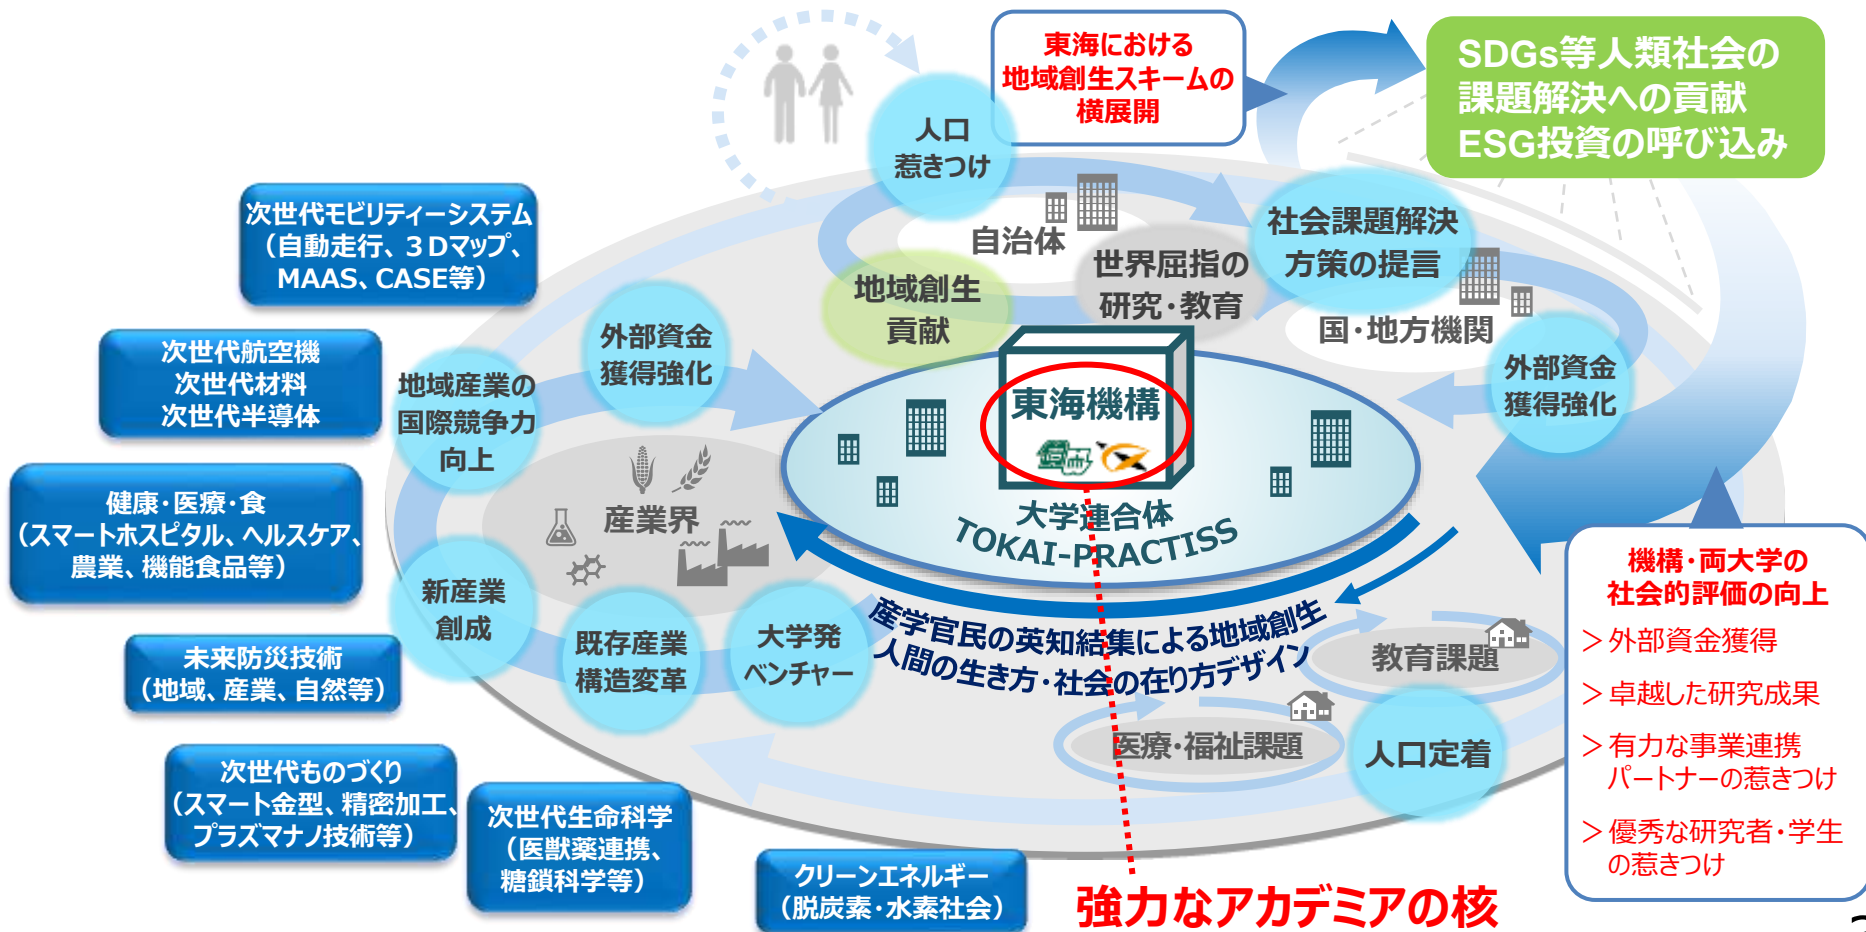 東海における
地域創生スキームの
横展開
SDGs等人類社会の
課題解決への貢献
ESG投資の呼び込み
人口
惹きつけ
次世代モビリティーシステム
（自動走行、３Ｄマップ、
MAAS、CASE等）
自治体
社会課題解決
方策の提言
世界屈指の
研究・教育
地域創生
貢献
国・地方機関
外部資金
獲得強化
外部資金
獲得強化
次世代航空機
次世代材料
次世代半導体
地域産業の
国際競争力
向上
東海機構
大学連合体
TOKAI-PRACTISS
産業界
健康・医療・食
（スマートホスピタル、ヘルスケア、
農業、機能食品等）
新産業
創成
既存産業
構造変革
大学発
ベンチャー
産学官民の英知結集による地域創生
人間の生き方・社会の在り方デザイン
教育課題
医療・福祉課題
人口定着
機構・両大学の
社会的評価の向上
＞外部資金獲得
＞卓越した研究成果
＞有力な事業連携
パートナーの惹きつけ
＞優秀な研究者・学生
の惹きつけ
未来防災技術
（地域、産業、自然等）
次世代ものづくり
（スマート金型、精密加工、
プラズマナノ技術等）
次世代生命科学
（医獣薬連携、
糖鎖科学等）
クリーンエネルギー
（脱炭素・水素社会）
強力なアカデミアの核